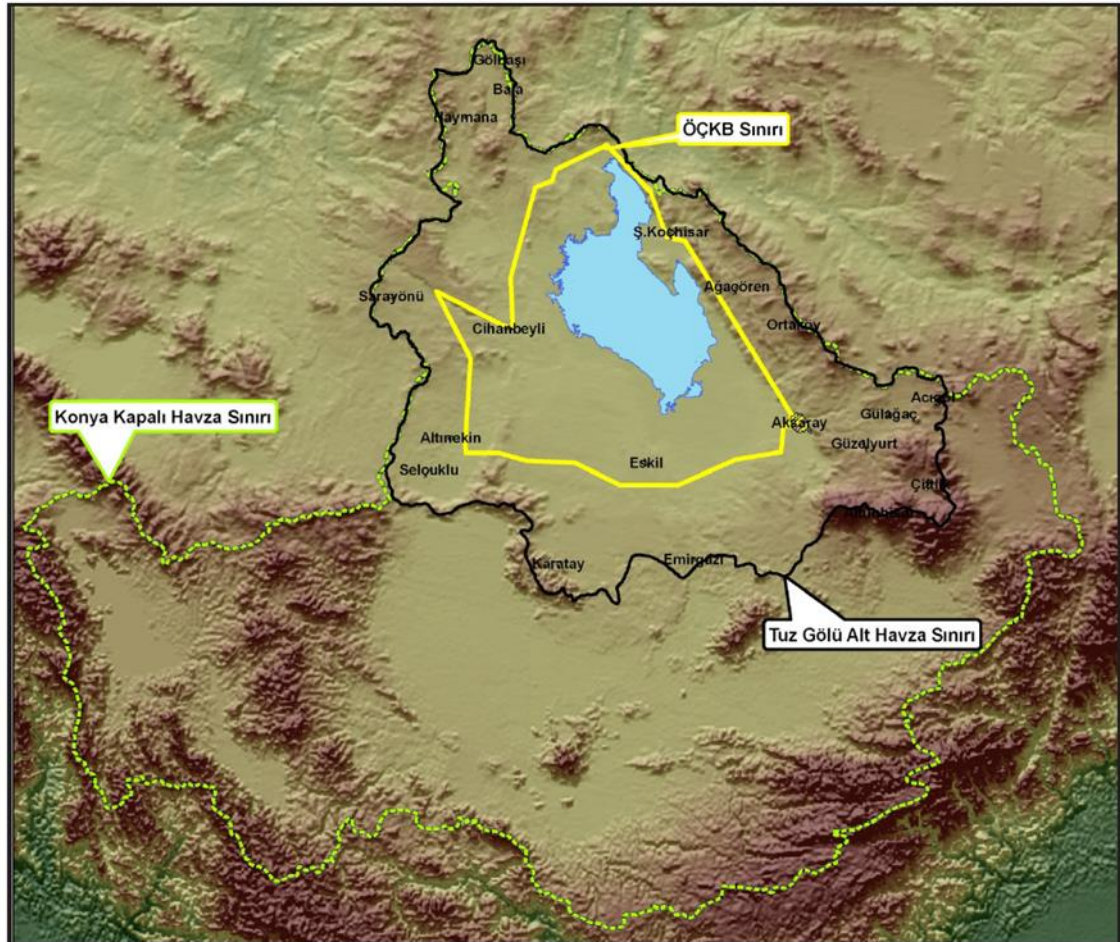 Gölbaşı
Bala
Haymana
ÖÇKB Sınırı
Ş.Koçhisar
Ağaçören
Sarayönü
Ortaköy
Cihanbeyli
Acıgöl
Konya Kapalı Havza Sınırı
Gülağaç
Aksaray
Altınekin
Güzelyurt
Eskil
Selçuklu
Çiftlik
Emirgazi
Karatay
Tuz Gölü Alt Havza Sınırı